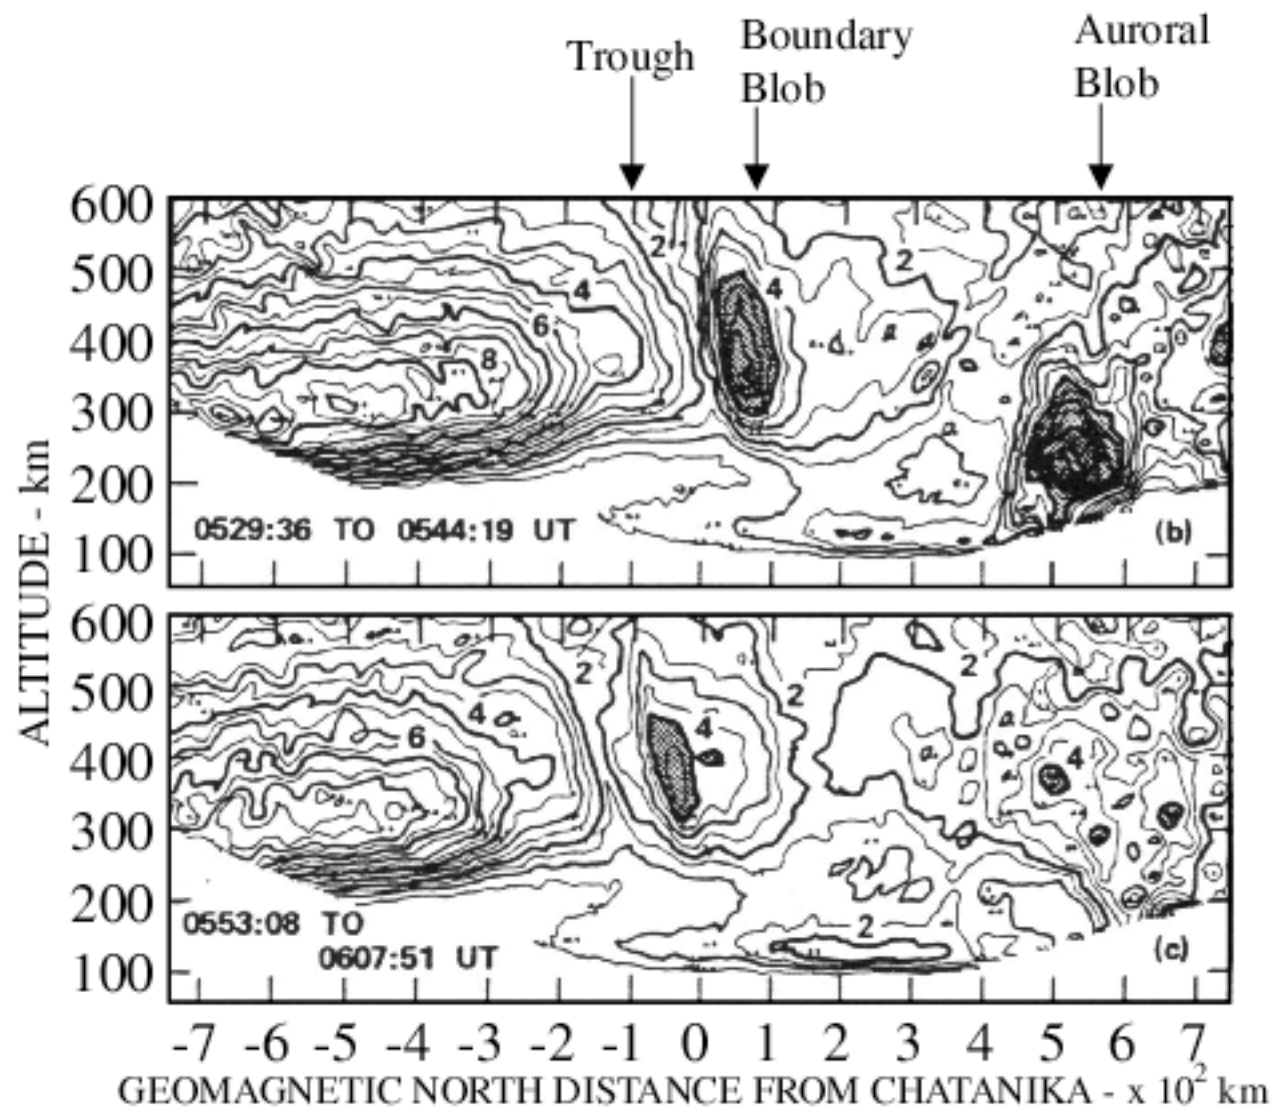 Trough
Boundary
Blob
Auroral
Blob
600
500
400
300
200
100
2
4
6
8
4
2
0529:36 TO 0544:19 UT
(b)
ALTITUDE - km
600
500
400
300
200
100
2
4
6
4
2
2
4
2
0553:08 TO
0607:51 UT
(c)
-7 -6 -5 -4 -3 -2 -1 0 1 2 3 4 5 6 7
GEOMAGNETIC NORTH DISTANCE FROM CHATANIKA - x 10² km